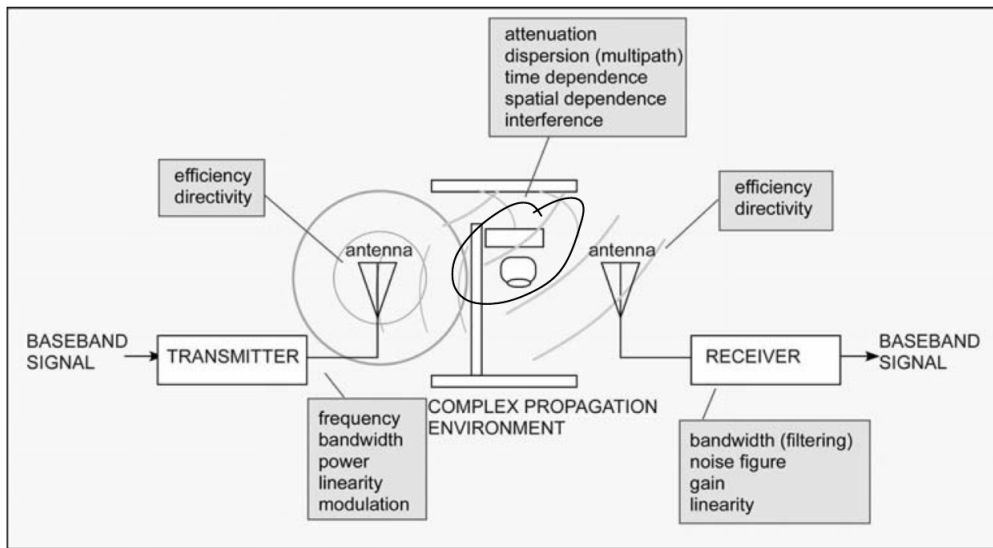 attenuation
dispersion (multipath)
time dependence
spatial dependence
interference
efficiency
directivity
efficiency
directivity
antenna
antenna
BASEBAND
SIGNAL
TRANSMITTER
RECEIVER
BASEBAND
SIGNAL
COMPLEX PROPAGATION
ENVIRONMENT
frequency
bandwidth
power
linearity
modulation
bandwidth (filtering)
noise figure
gain
linearity